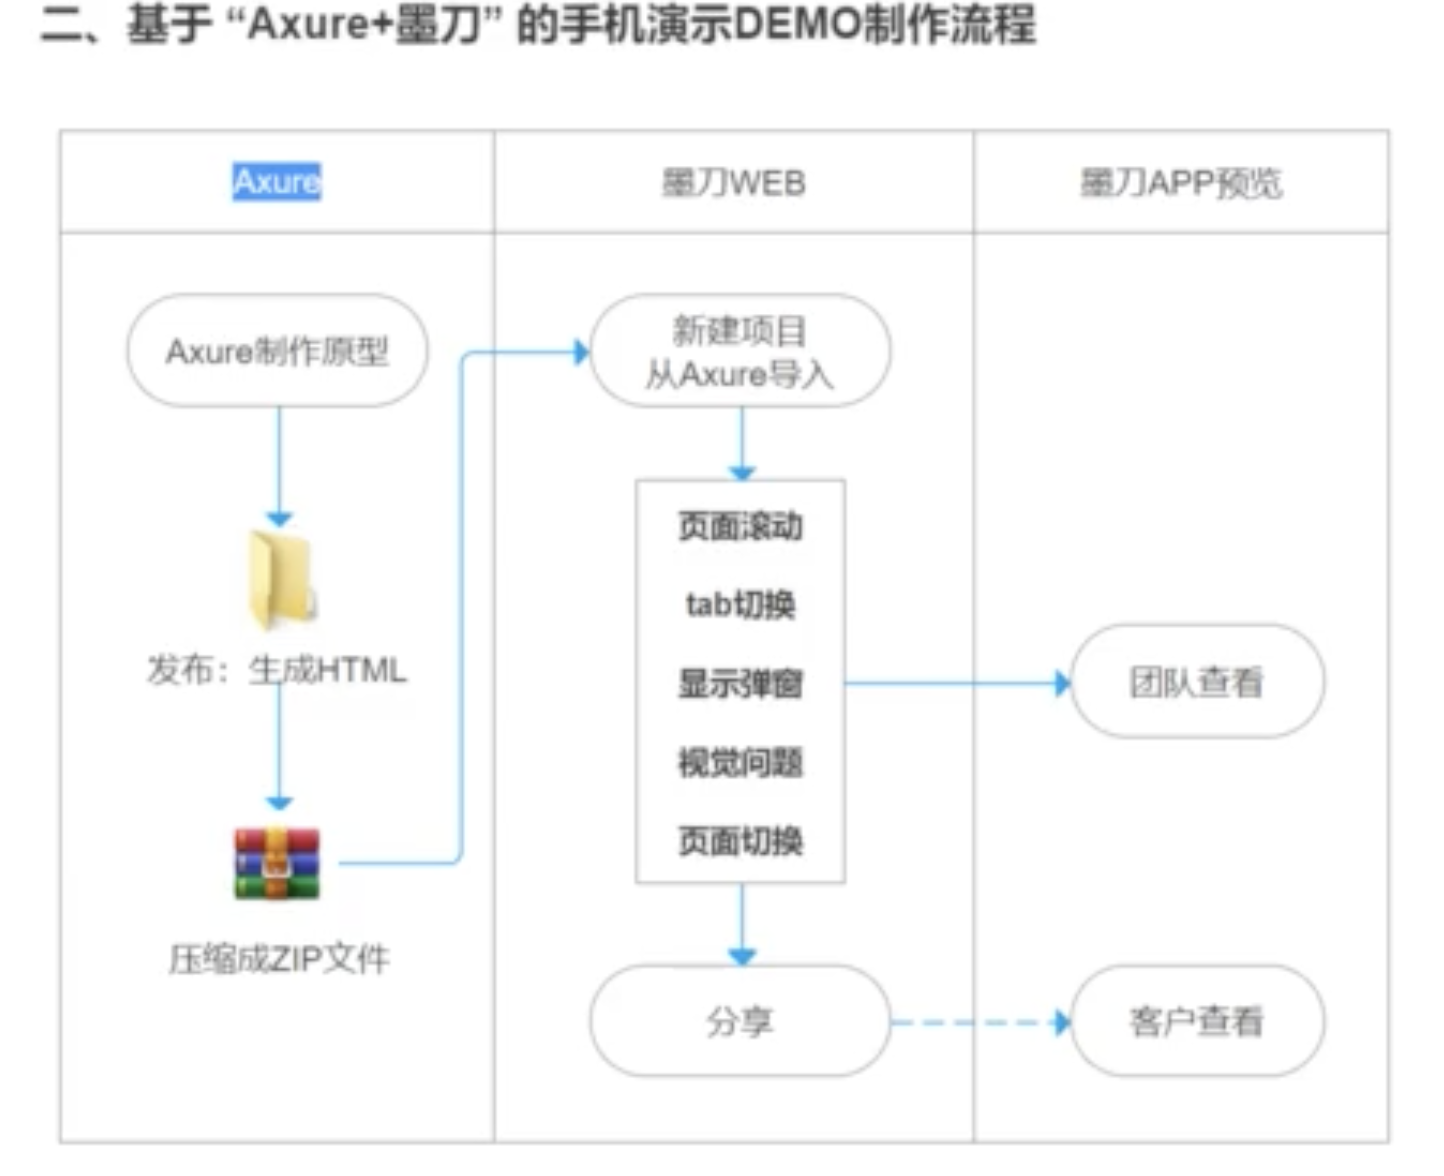 二、基于 “Axure+墨刀” 的手机演示DEMO制作流程
Axure
墨刀WEB
墨刀APP预览
Axure制作原型
发布：生成HTML
压缩成ZIP文件
新建项目
从Axure导入
页面滚动
tab切换
显示弹窗
视觉问题
页面切换
分享
团队查看
客户查看